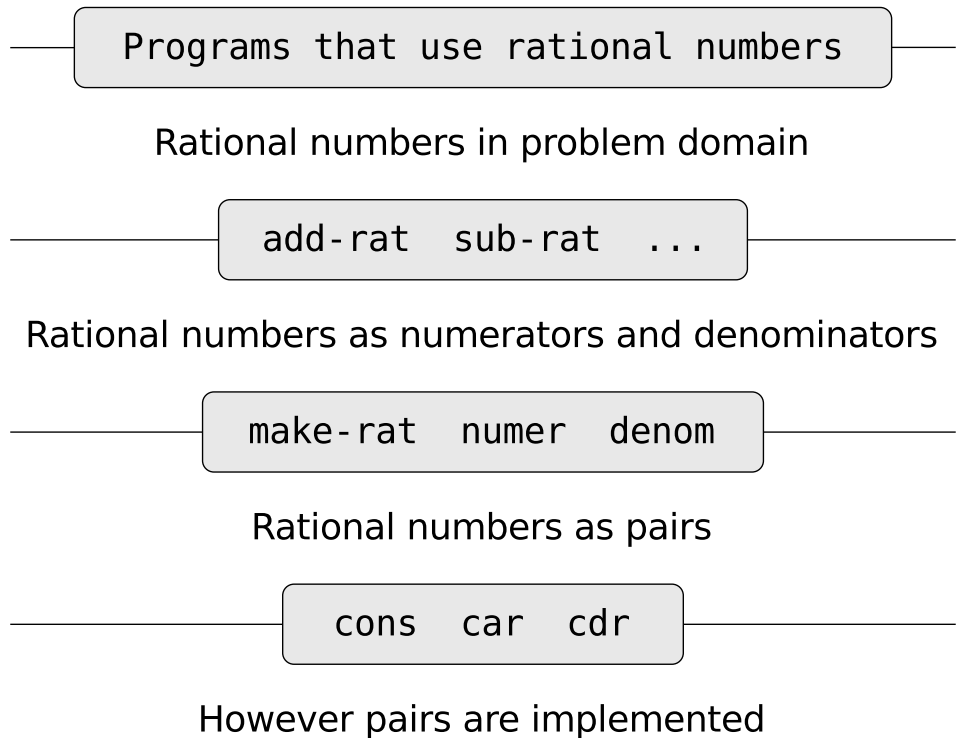 Programs that use rational numbers
Rational numbers in problem domain
add-rat sub-rat ...
Rational numbers as numerators and denominators
make-rat numer denom
Rational numbers as pairs
cons car cdr
However pairs are implemented